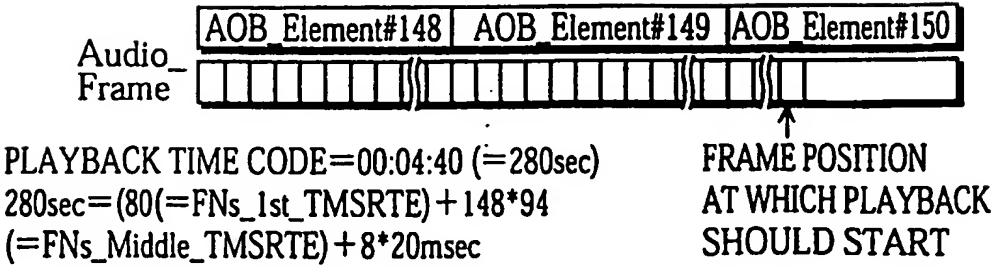 AOB_Element#148 AOB_Element#149 AOB_Element#150
Audio_
Frame
PLAYBACK TIME CODE=00:04:40 (=280sec)
280sec=(80(=FNs_1st_TMSRTE)+148*94
(=FNs_Middle_TMSRTE)+8*20msec
FRAME POSITION
AT WHICH PLAYBACK
SHOULD START